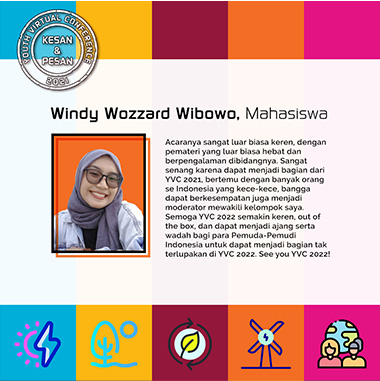 YOUTH VIRTUAL CONFERENCE
KESAN
&
PESAN
2021
Windy Wozzard Wibowo, Mahasiswa
Acaranya sangat luar biasa keren, dengan
pemateri yang luar biasa hebat dan
berpengalaman dibidangnya. Sangat
senang karena dapat menjadi bagian dari
YVC 2021, bertemu dengan banyak orang
se Indonesia yang kece-kece, bangga
dapat berkesempatan juga menjadi
moderator mewakili kelompok saya.
Semoga YVC 2022 semakin keren, out of
the box, dan dapat menjadi ajang serta
wadah bagi para Pemuda-Pemudi
Indonesia untuk dapat menjadi bagian tak
terlupakan di YVC 2022. See you YVC 2022!